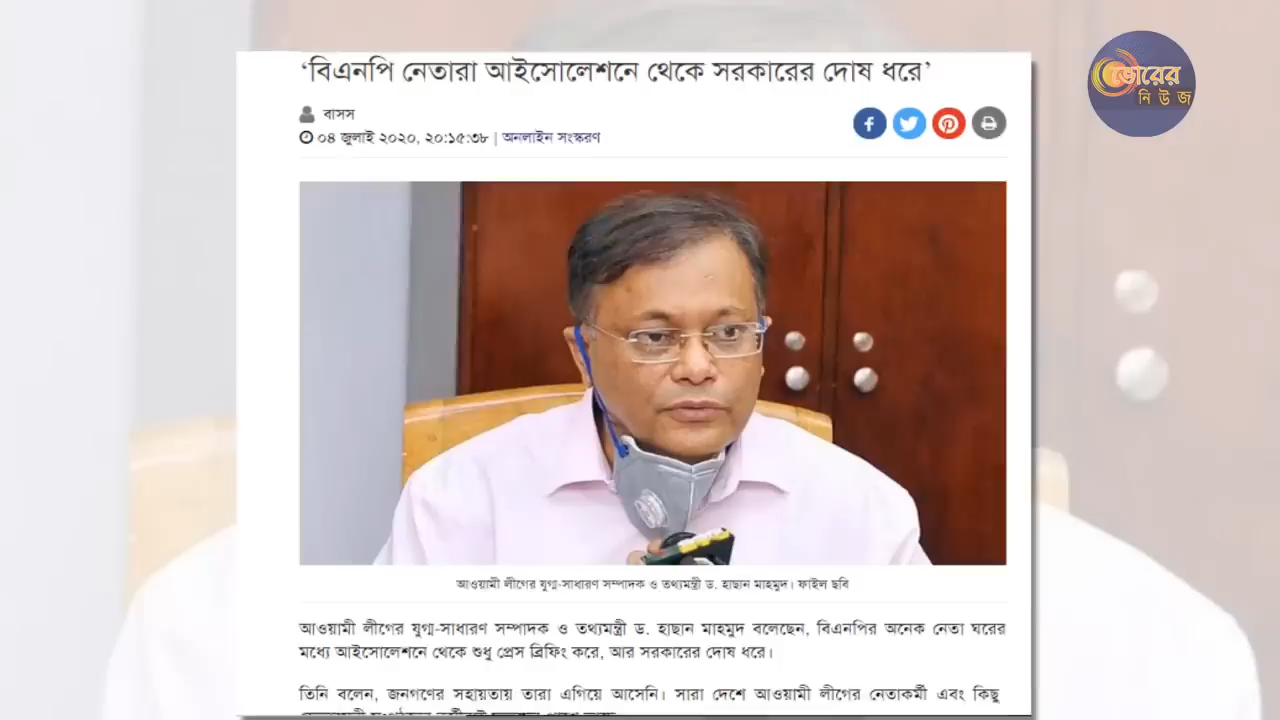 ‘বিএনপি নেতারা আইসোলেশনে থেকে সরকারের দোষ ধরে’
ভোরের
নিউজ
বাসস
০৪ জুলাই ২০২০, ২০:১৫:৩৮ | অনলাইন সংস্করণ
আওয়ামী লীগের যুগ্ম-সাধারণ সম্পাদক ও তথ্যমন্ত্রী ড. হাছান মাহমুদ। ফাইল ছবি
আওয়ামী লীগের যুগ্ম-সাধারণ সম্পাদক ও তথ্যমন্ত্রী ড. হাছান মাহমুদ বলেছেন, বিএনপির অনেক নেতা ঘরের
মধ্যে আইসোলেশনে থেকে শুধু প্রেস ব্রিফিং করে, আর সরকারের দোষ ধরে।
তিনি বলেন, জনগণের সহায়তায় তারা এগিয়ে আসেনি। সারা দেশে আওয়ামী লীগের নেতাকর্মী এবং কিছু